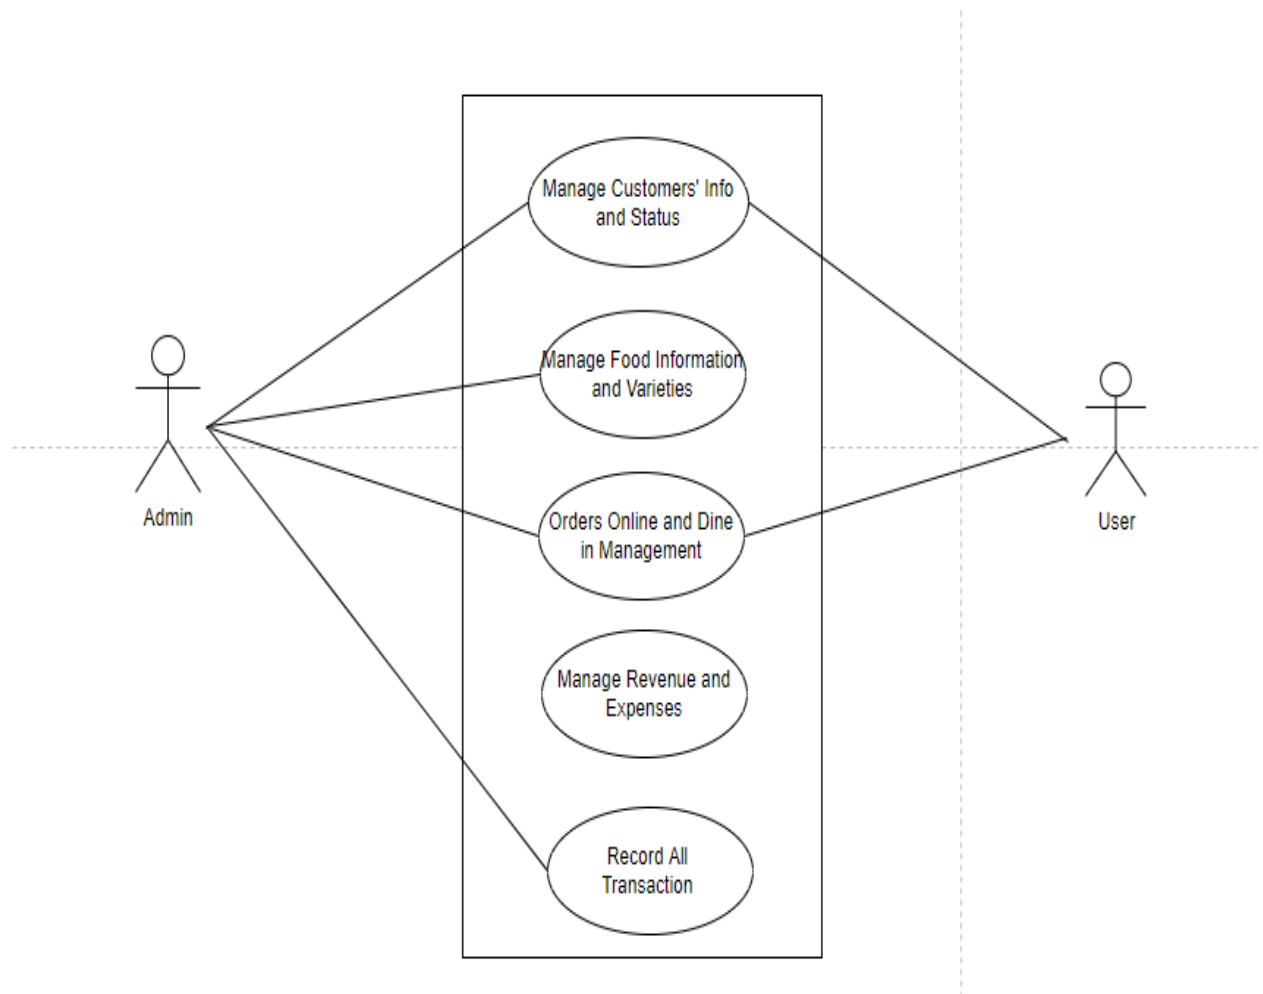 Manage Customers' Info
and Status
Manage Food Information
and Varieties
Admin
Orders Online and Dine
in Management
User
Manage Revenue and
Expenses
Record All
Transaction